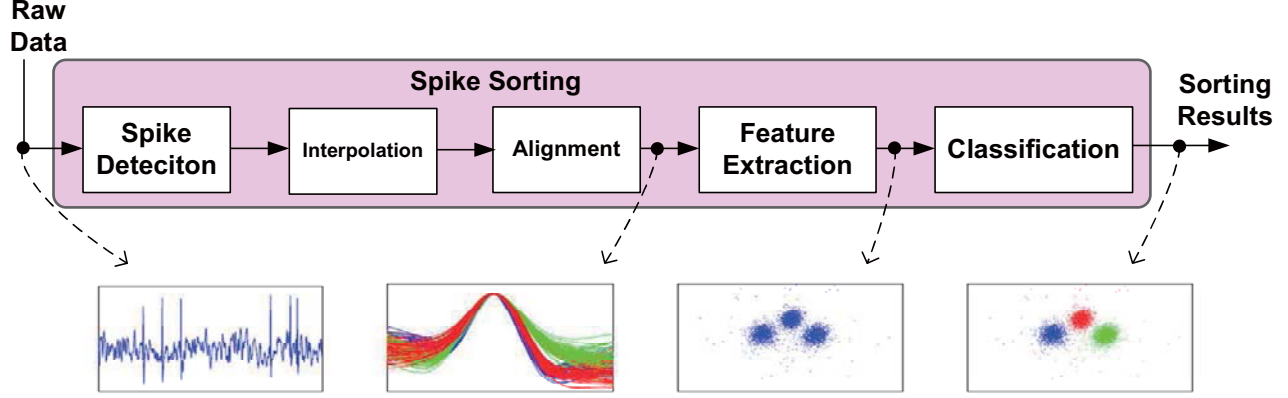 Raw
Data
Spike Sorting
Sorting
Results
Spike
Deteciton
Interpolation
Alignment
Feature
Extraction
Classification